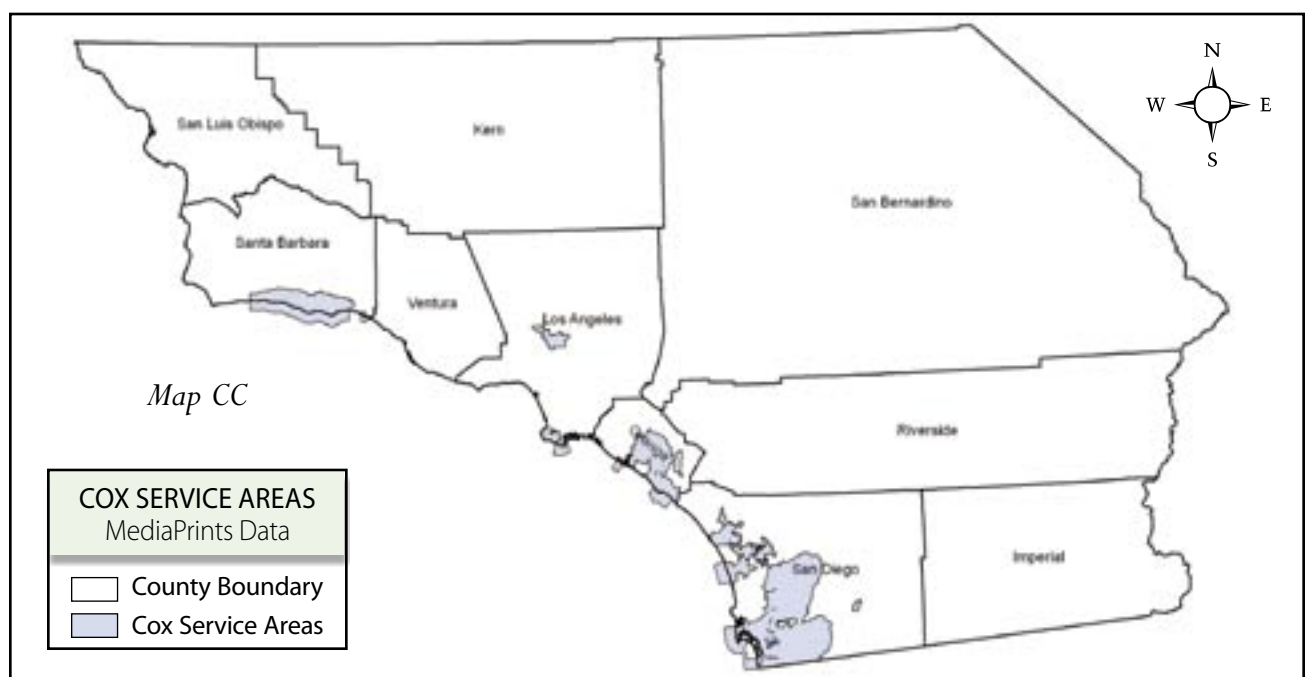 N
W E
S
San Luis Obispo
Kern
San Bernardino
Santa Barbara
Ventura
Los Angeles
Map CC
Riverside
San Diego
Imperial
COX SERVICE AREAS
MediaPrints Data
County Boundary
Cox Service Areas